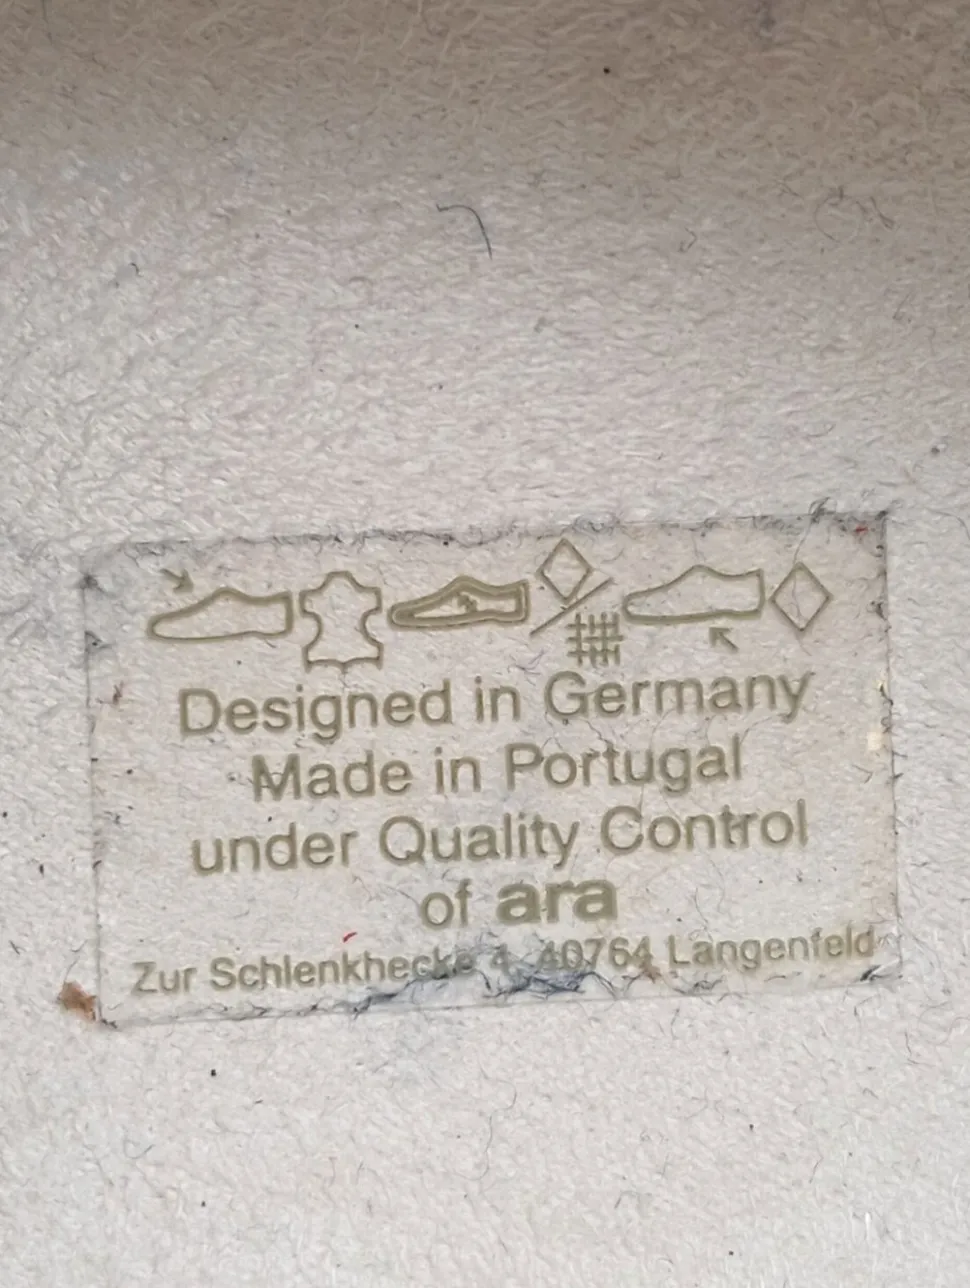 Designed in Germany
Made in Portugal
under Quality Control
of ara
Zur Schlenkhecke 4, 40764 Langenfeld